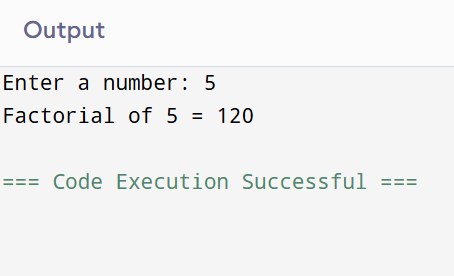 Output
Enter a number: 5
Factorial of 5 = 120
=== Code Execution Successful ===